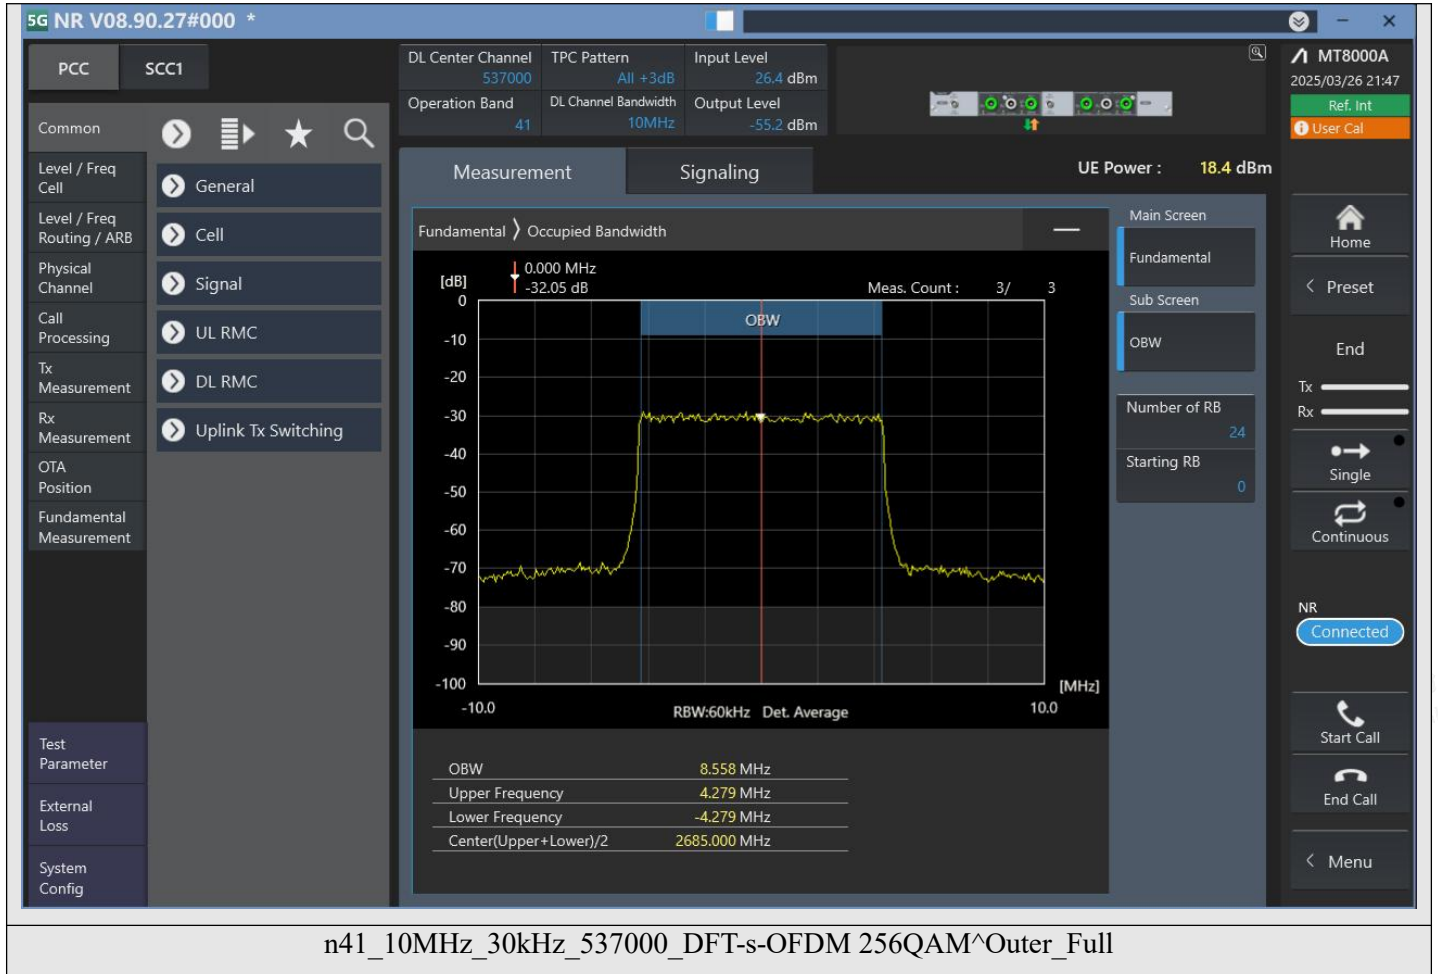 5G NR V08.90.27#000 *
PCC SCC1
DL Center Channel 537000
TPC Pattern All +3dB
Input Level 26.4 dBm
Operation Band 41
DL Channel Bandwidth 10MHz
Output Level -55.2 dBm
MT8000A
2025/03/26 21:47
Ref. Int
User Cal
Common
Level / Freq
Cell
Level / Freq
Routing / ARB
Physical
Channel
Call
Processing
Tx
Measurement
Rx
Measurement
OTA
Position
Fundamental
Measurement
Test
Parameter
External
Loss
System
Config
General
Cell
Signal
UL RMC
DL RMC
Uplink Tx Switching
Measurement Signaling
UE Power : 18.4 dBm
Fundamental > Occupied Bandwidth
[dB]
0.000 MHz
-32.05 dB
Meas. Count : 3/ 3
OBW
0
-10
-20
-30
-40
-50
-60
-70
-80
-90
-100
[MHz]
-10.0 RBW:60kHz Det. Average 10.0
OBW 8.558 MHz
Upper Frequency 4.279 MHz
Lower Frequency -4.279 MHz
Center(Upper+Lower)/2 2685.000 MHz
Main Screen
Fundamental
Sub Screen
OBW
Number of RB
24
Starting RB
0
Home
< Preset
End
Tx
Rx
Single
Continuous
NR
Connected
Start Call
End Call
< Menu
n41_10MHz_30kHz_537000_DFT-s-OFDM 256QAM^Outer_Full